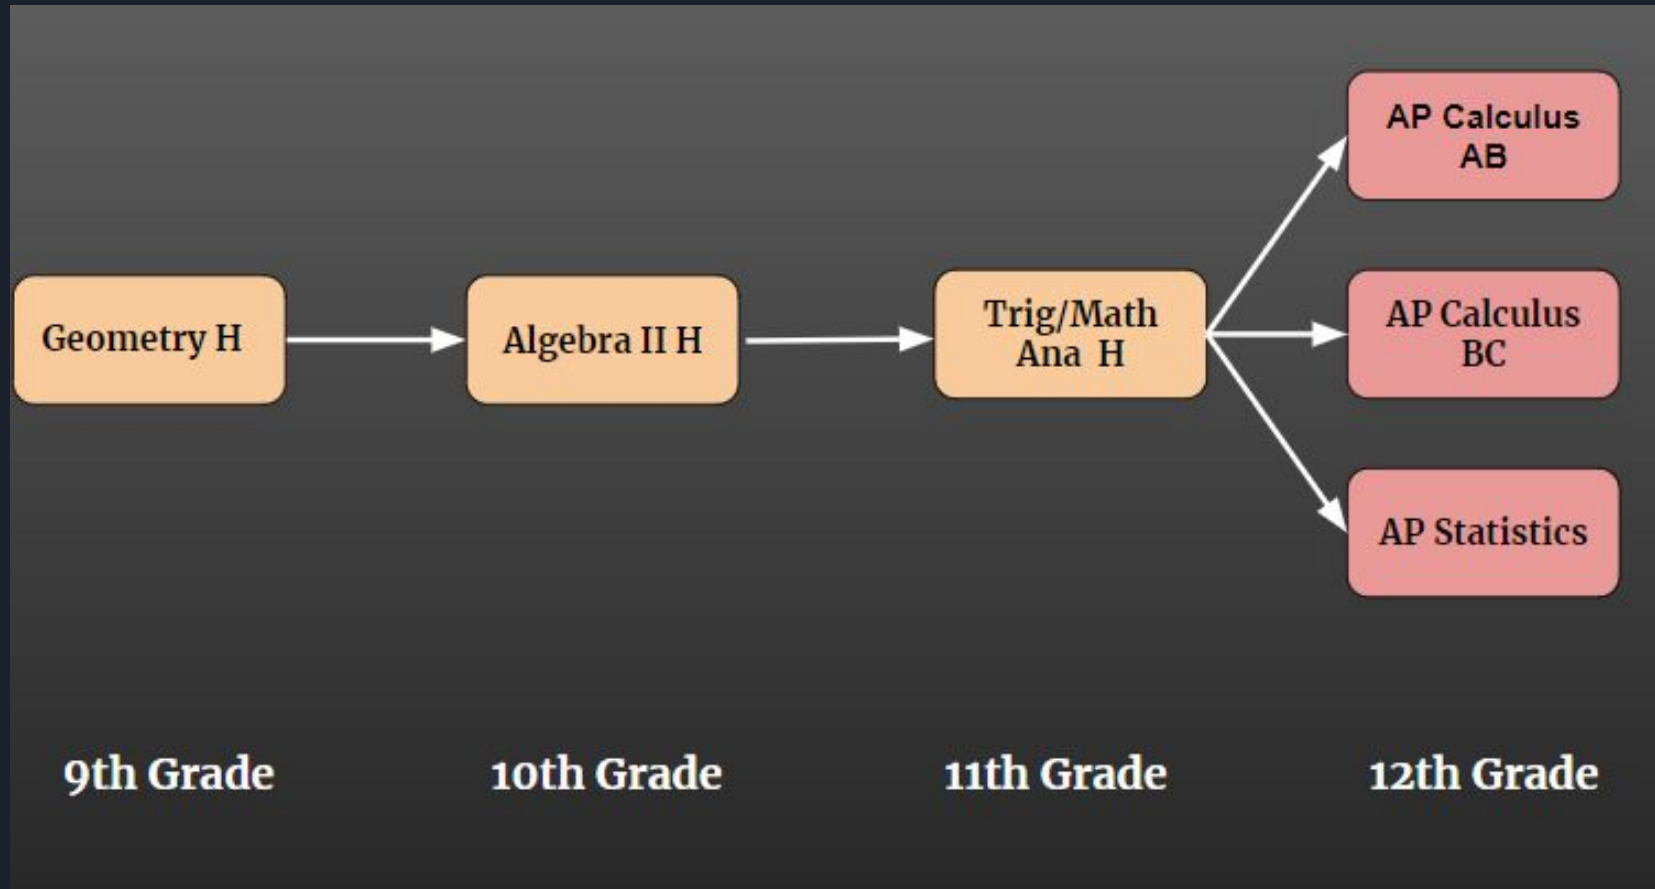 Geometry H
Algebra II H
Trig/Math
Ana H
AP Calculus
AB
AP Calculus
BC
AP Statistics
9th Grade
10th Grade
11th Grade
12th Grade